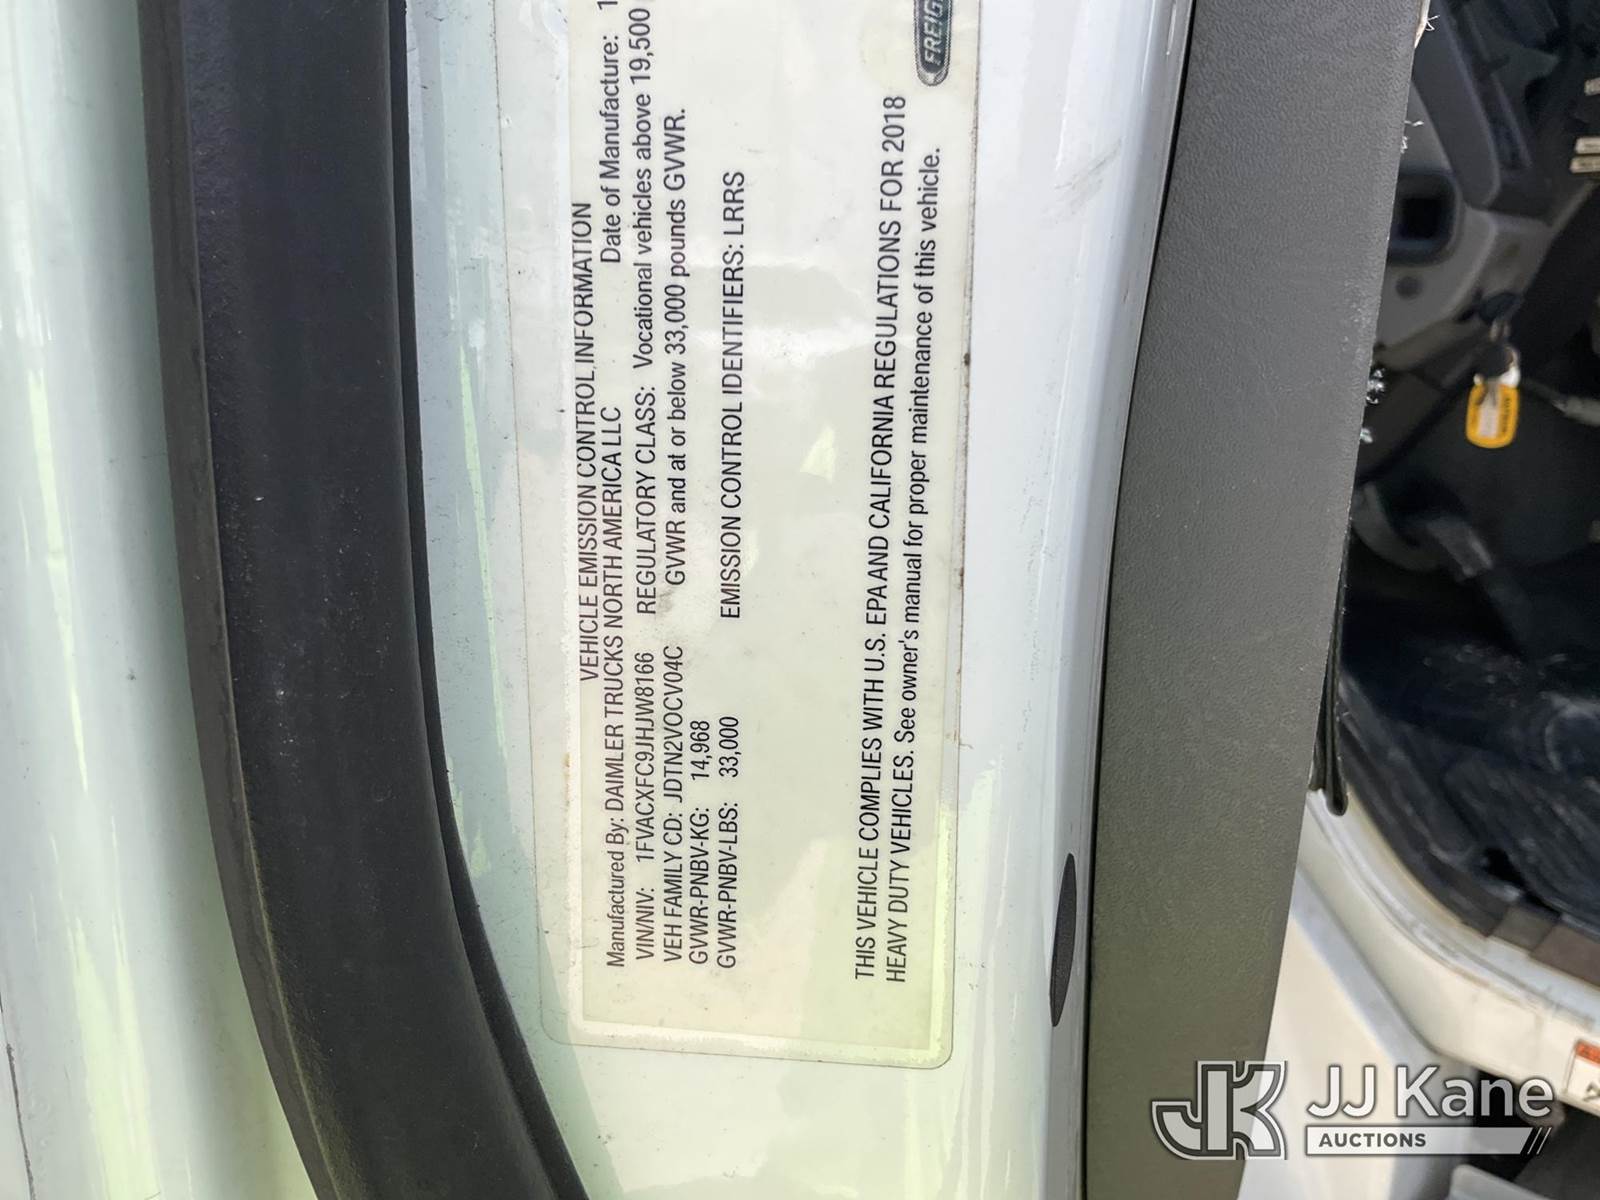 VEHICLE EMISSION CONTROL INFORMATION
Manufactured By: DAIMLER TRUCKS NORTH AMERICA LLC Date of Manufacture: 1
VIN/NIV: 1FVACXFC9JHJW8166 REGULATORY CLASS: Vocational vehicles above 19,500
VEH FAMILY CD: JDTN2VOCV04C GVWR and at or below 33,000 pounds GVWR.
GVWR-PNBV-KG: 14,968
GVWR-PNBV-LBS: 33,000 EMISSION CONTROL IDENTIFIERS: LRRS
THIS VEHICLE COMPLIES WITH U.S. EPA AND CALIFORNIA REGULATIONS FOR 2018
HEAVY DUTY VEHICLES. See owner's manual for proper maintenance of this vehicle.
FREIG
JK JJ Kane
AUCTIONS